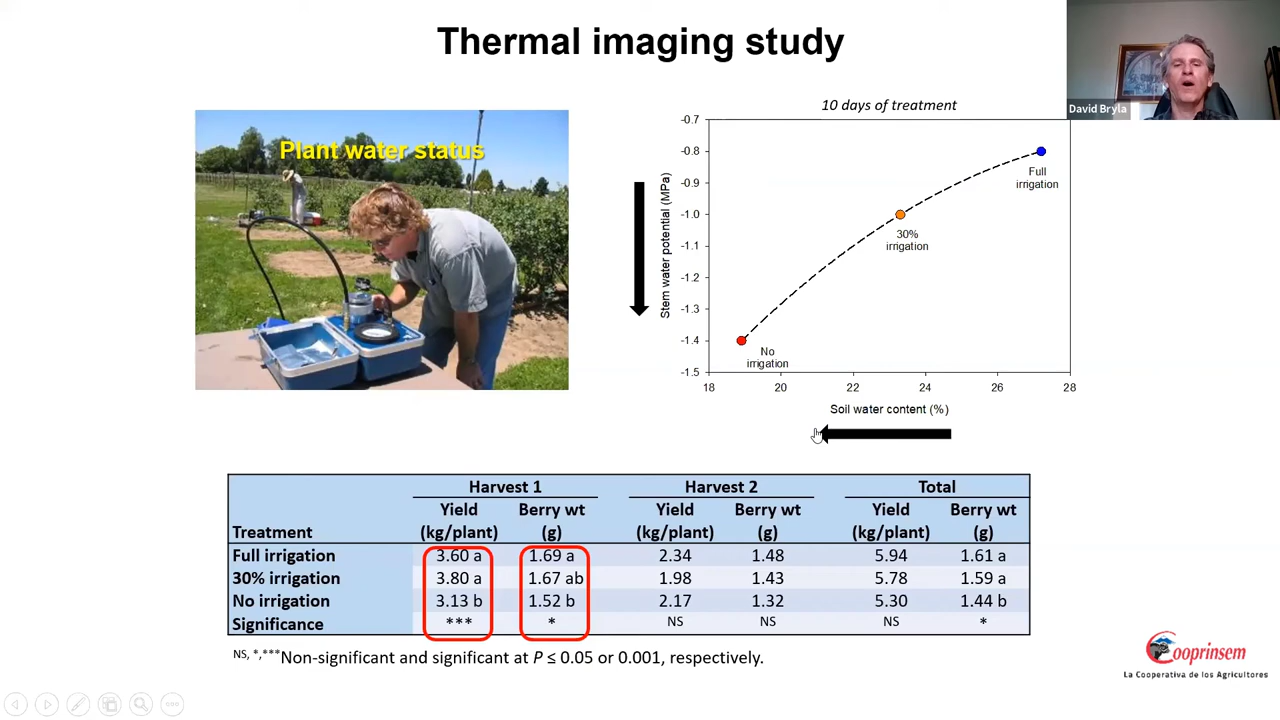 Thermal imaging study
David Bryla
Plant water status
10 days of treatment
-0.7
-0.8
-0.9
-1.0
-1.1
-1.2
-1.3
-1.4
-1.5
Stem water potential (MPa)
Full
irrigation
30%
irrigation
No
irrigation
18 20 22 24 26 28
Soil water content (%)
Harvest 1 Harvest 2 Total
Yield Berry wt Yield Berry wt Yield Berry wt
Treatment (kg/plant) (g) (kg/plant) (g) (kg/plant) (g)
Full irrigation 3.60 a 1.69 a 2.34 1.48 5.94 1.61 a
30% irrigation 3.80 a 1.67 ab 1.98 1.43 5.78 1.59 a
No irrigation 3.13 b 1.52 b 2.17 1.32 5.30 1.44 b
Significance *** * NS NS NS *
NS, *,***Non-significant and significant at P ≤ 0.05 or 0.001, respectively.
Cooprinsem
La Cooperativa de los Agricultores